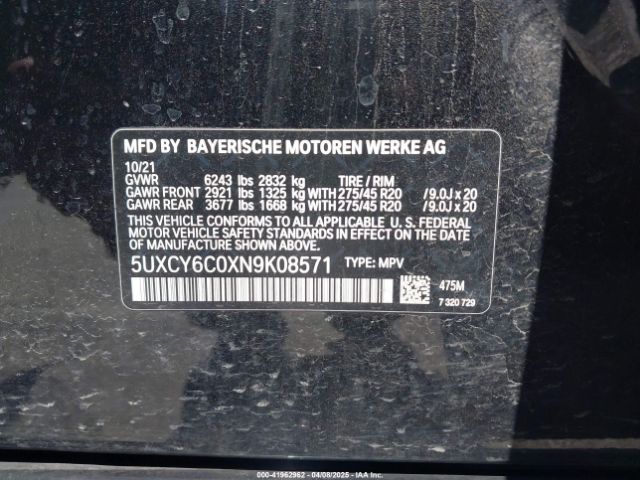 MFD BY BAYERISCHE MOTOREN WERKE AG
10/21
GVWR 6243 lbs 2832 kg TIRE / RIM
GAWR FRONT 2921 lbs 1325 kg WITH 275/45 R20 /9.0J x 20
GAWR REAR 3677 lbs 1668 kg WITH 275/45 R20 /9.0J x 20
THIS VEHICLE CONFORMS TO ALL APPLICABLE U. S. FEDERAL
MOTOR VEHICLE SAFETY STANDARDS IN EFFECT ON THE
DATE OF MANUFACTURE SHOWN ABOVE.
5UXCY6C0XN9K08571 TYPE: MPV
475M
7 320 729
000-41962962 04/08/2025 - IAA Inc.